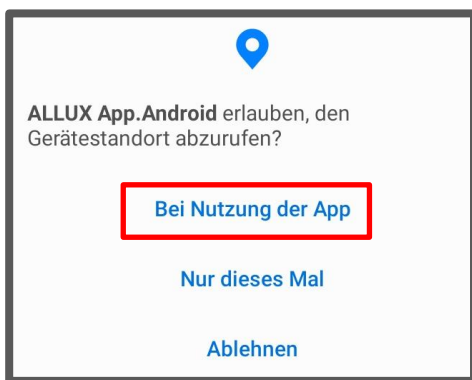 ALLUX App.Android erlauben, den
Gerätestandort abzurufen?
Bei Nutzung der App
Nur dieses Mal
Ablehnen